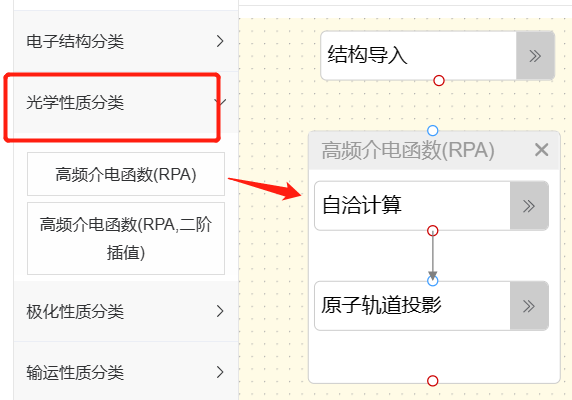 电子结构分类
光学性质分类
高频介电函数(RPA)
高频介电函数(RPA,二阶
插值)
极化性质分类
输运性质分类
结构导入
高频介电函数(RPA)
自洽计算
原子轨道投影